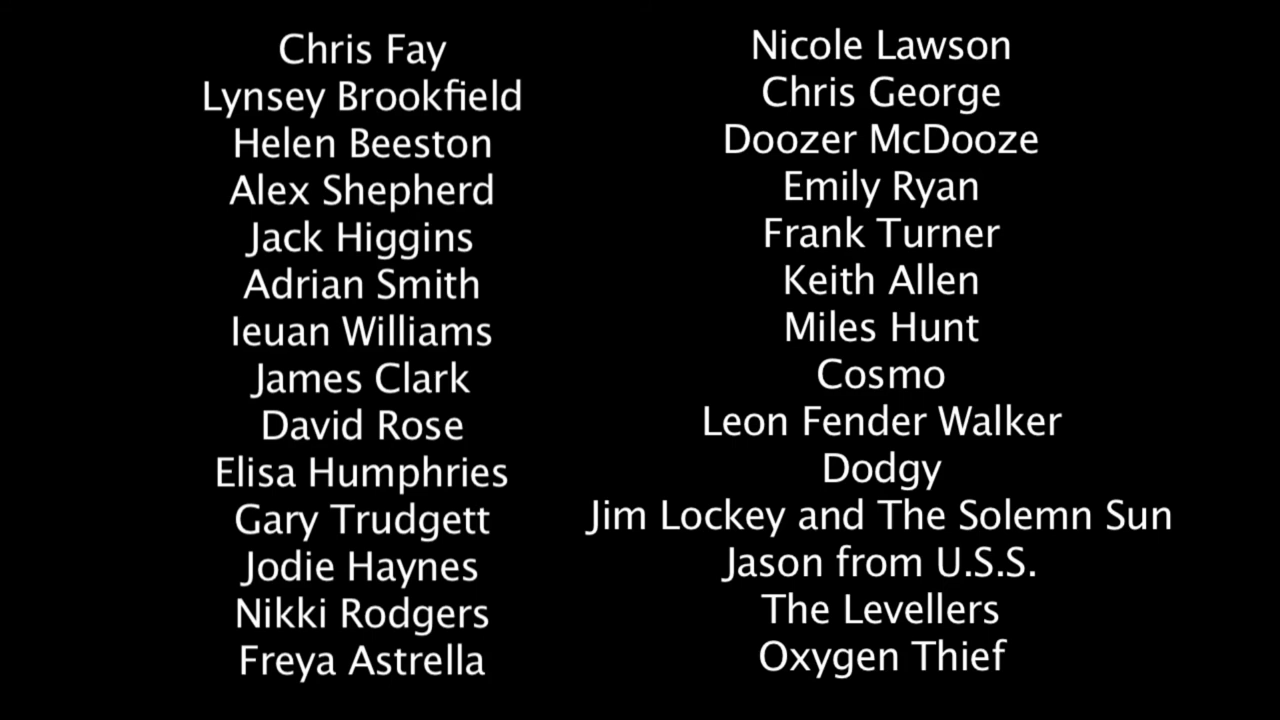 Chris Fay
Lynsey Brookfield
Helen Beeston
Alex Shepherd
Jack Higgins
Adrian Smith
Ieuan Williams
James Clark
David Rose
Elisa Humphries
Gary Trudgett
Jodie Haynes
Nikki Rodgers
Freya Astrella
Nicole Lawson
Chris George
Doozer McDooze
Emily Ryan
Frank Turner
Keith Allen
Miles Hunt
Cosmo
Leon Fender Walker
Dodgy
Jim Lockey and The Solemn Sun
Jason from U.S.S.
The Levellers
Oxygen Thief